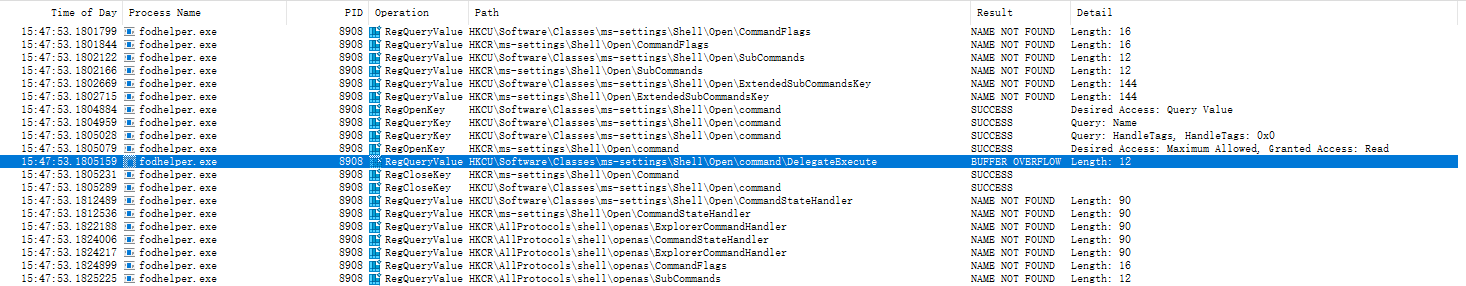 Time of Day Process Name PID Operation Path Result Detail
15:47:53.1801799 fodhelper.exe 8908 RegQueryValue HKCU\Software\Classes\ms-settings\Shell\Open\CommandFlags NAME NOT FOUND Length: 16
15:47:53.1801844 fodhelper.exe 8908 RegQueryValue HKCR\ms-settings\Shell\Open\CommandFlags NAME NOT FOUND Length: 16
15:47:53.1802122 fodhelper.exe 8908 RegQueryValue HKCU\Software\Classes\ms-settings\Shell\Open\SubCommands NAME NOT FOUND Length: 12
15:47:53.1802166 fodhelper.exe 8908 RegQueryValue HKCR\ms-settings\Shell\Open\SubCommands NAME NOT FOUND Length: 12
15:47:53.1802669 fodhelper.exe 8908 RegQueryValue HKCU\Software\Classes\ms-settings\Shell\Open\ExtendedSubCommandsKey NAME NOT FOUND Length: 144
15:47:53.1802715 fodhelper.exe 8908 RegQueryValue HKCR\ms-settings\Shell\Open\ExtendedSubCommandsKey NAME NOT FOUND Length: 144
15:47:53.1804884 fodhelper.exe 8908 RegOpenKey HKCU\Software\Classes\ms-settings\Shell\Open\command SUCCESS Desired Access: Query Value
15:47:53.1804959 fodhelper.exe 8908 RegQueryKey HKCU\Software\Classes\ms-settings\Shell\Open\command SUCCESS Query: Name
15:47:53.1805028 fodhelper.exe 8908 RegQueryKey HKCU\Software\Classes\ms-settings\Shell\Open\command SUCCESS Query: HandleTags, HandleTags: 0x0
15:47:53.1805079 fodhelper.exe 8908 RegOpenKey HKCR\ms-settings\Shell\Open\command SUCCESS Desired Access: Maximum Allowed, Granted Access: Read
15:47:53.1805159 fodhelper.exe 8908 RegQueryValue HKCU\Software\Classes\ms-settings\Shell\Open\command\DelegateExecute BUFFER OVERFLOW Length: 12
15:47:53.1805231 fodhelper.exe 8908 RegCloseKey HKCR\ms-settings\Shell\Open\Command SUCCESS
15:47:53.1805289 fodhelper.exe 8908 RegCloseKey HKCU\Software\Classes\ms-settings\Shell\Open\command SUCCESS
15:47:53.1812489 fodhelper.exe 8908 RegQueryValue HKCU\Software\Classes\ms-settings\Shell\Open\CommandStateHandler NAME NOT FOUND Length: 90
15:47:53.1812536 fodhelper.exe 8908 RegQueryValue HKCR\ms-settings\Shell\Open\CommandStateHandler NAME NOT FOUND Length: 90
15:47:53.1822188 fodhelper.exe 8908 RegQueryValue HKCR\AllProtocols\shell\openas\ExplorerCommandHandler NAME NOT FOUND Length: 90
15:47:53.1824006 fodhelper.exe 8908 RegQueryValue HKCR\AllProtocols\shell\openas\CommandStateHandler NAME NOT FOUND Length: 90
15:47:53.1824217 fodhelper.exe 8908 RegQueryValue HKCR\AllProtocols\shell\openas\ExplorerCommandHandler NAME NOT FOUND Length: 90
15:47:53.1824899 fodhelper.exe 8908 RegQueryValue HKCR\AllProtocols\shell\openas\CommandFlags NAME NOT FOUND Length: 16
15:47:53.1825225 fodhelper.exe 8908 RegQueryValue HKCR\AllProtocols\shell\openas\SubCommands NAME NOT FOUND Length: 12